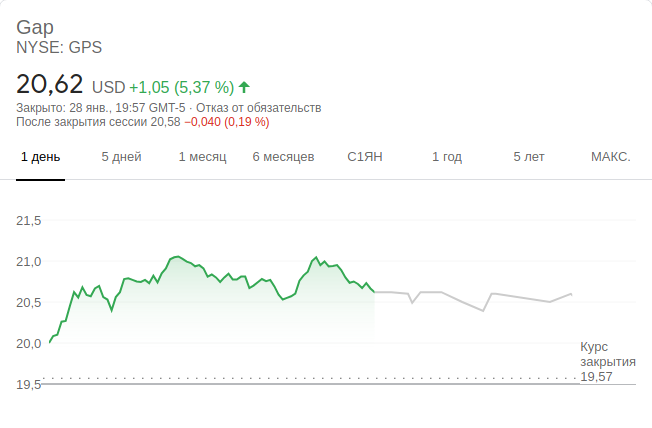 Gap
NYSE: GPS
20,62 USD +1,05 (5,37 %)
Закрыто: 28 янв., 19:57 GMT-5 · Отказ от обязательств
После закрытия сессии 20,58 −0,040 (0,19 %)
1 день 5 дней 1 месяц 6 месяцев С1ЯН 1 год 5 лет МАКС.
21,5
21,0
20,5
20,0
Курс
закрытия
19,57
19,5